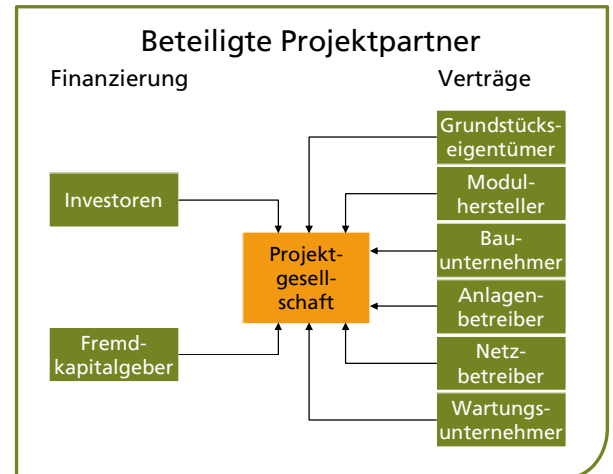 Beteiligte Projektpartner
Finanzierung
Verträge
Grundstücks-
eigentümer
Modul-
hersteller
Investoren
Bau-
unternehmer
Projekt-
gesell-
schaft
Anlagen-
betreiber
Fremd-
kapitalgeber
Netz-
betreiber
Wartungs-
unternehmer